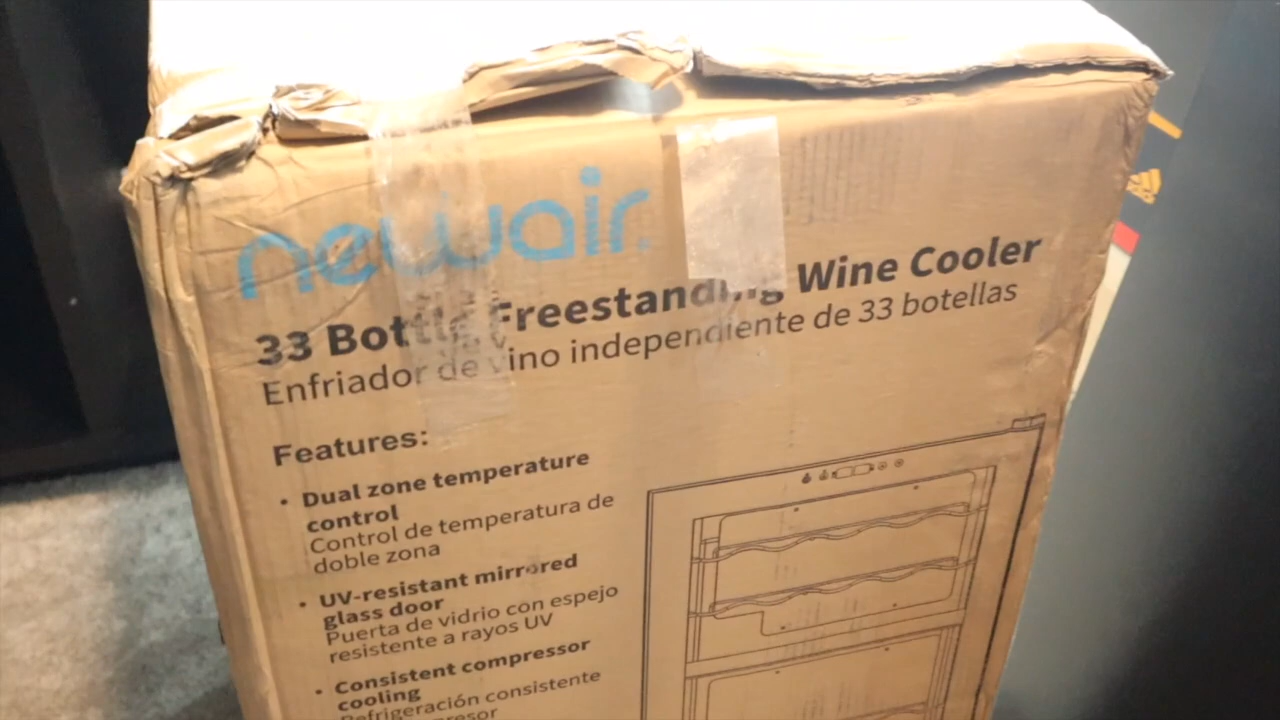 newair
33 Bottle Freestanding Wine Cooler
Enfriador de vino independiente de 33 botellas
Features:
• Dual zone temperature
control
Control de temperatura de
doble zona
• UV-resistant mirrored
glass door
Puerta de vidrio con espejo
resistente a rayos UV
• Consistent compressor
cooling
Refrigeración consistente